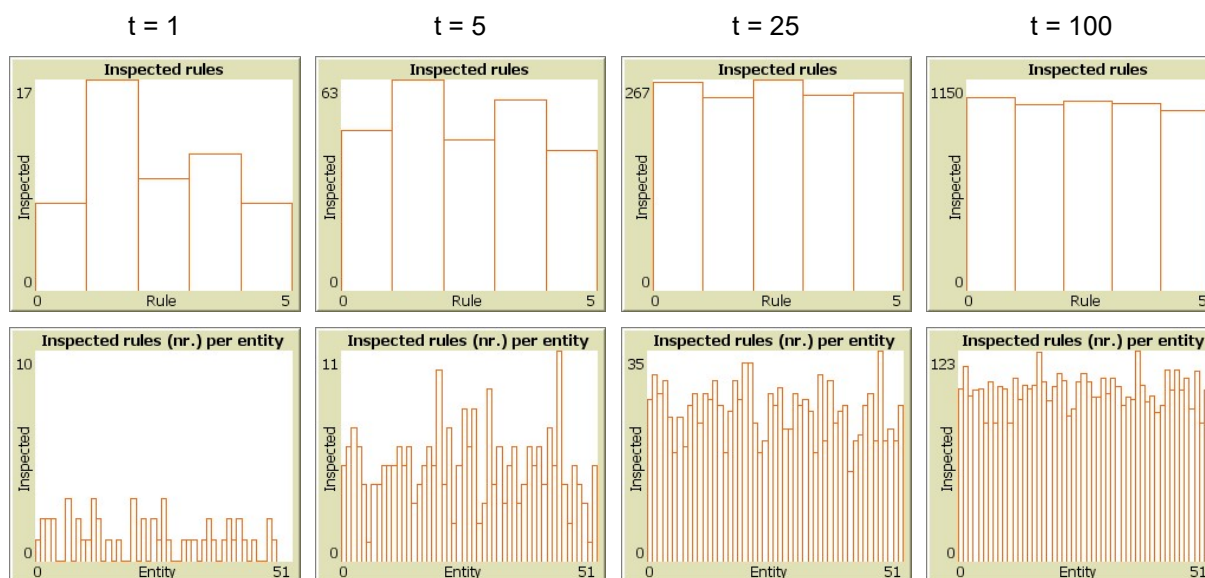 t = 1
t = 5
t = 25
t = 100
Inspected rules
17
Inspected
0
0
Rule
5
Inspected rules
63
Inspected
0
0
Rule
5
Inspected rules
267
Inspected
0
0
Rule
5
Inspected rules
1150
Inspected
0
0
Rule
5
Inspected rules (nr.) per entity
10
Inspected
0
0
Entity
51
Inspected rules (nr.) per entity
11
Inspected
0
0
Entity
51
Inspected rules (nr.) per entity
35
Inspected
0
0
Entity
51
Inspected rules (nr.) per entity
123
Inspected
0
0
Entity
51